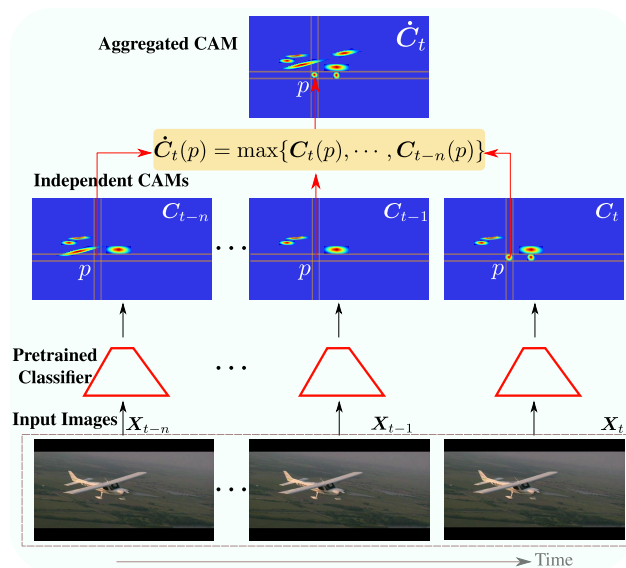 Aggregated CAM
Ċ_t
p
Ċ_t(p) = max{C_t(p), ··· , C_{t−n}(p)}
Independent CAMs
C_{t−n}
C_{t−1}
C_t
p
···
p
p
Pretrained
Classifier
···
Input Images
X_{t−n}
X_{t−1}
X_t
···
Time